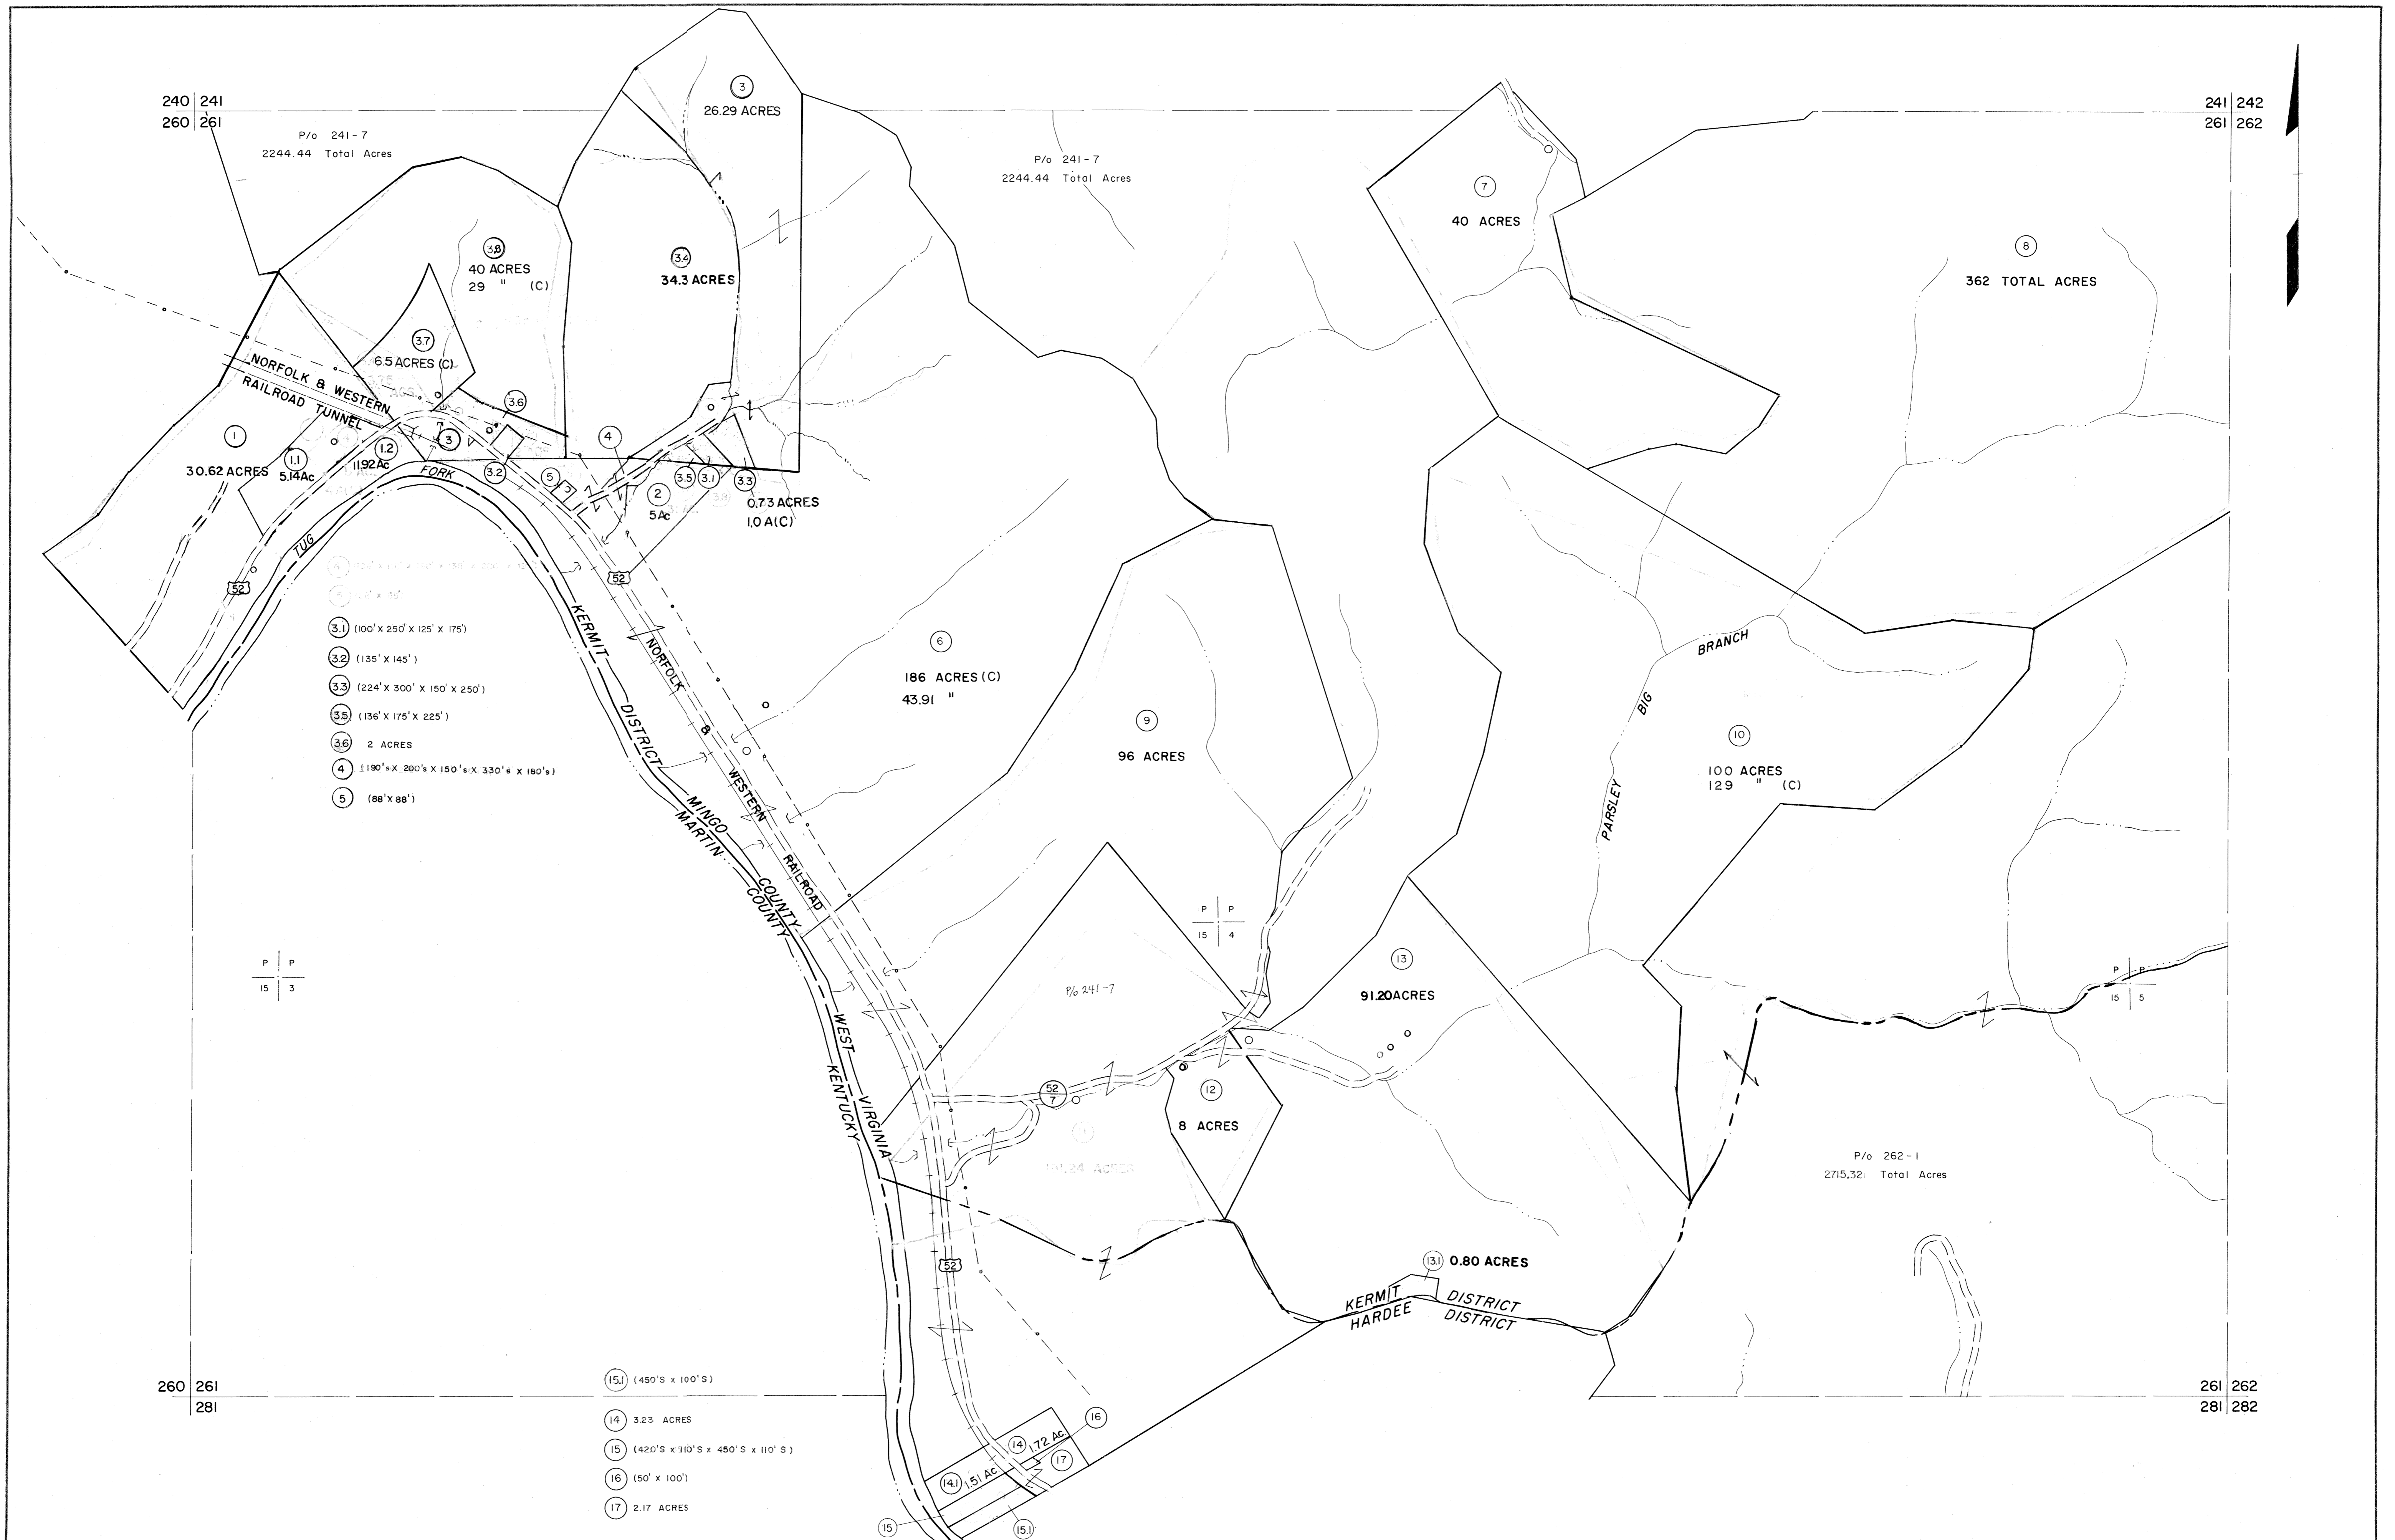 240 241
260 261
241 242
261 262
P/o 241-7
2244.44 Total Acres
P/o 241-7
2244.44 Total Acres
3
26.29 ACRES
7
40 ACRES
8
362 TOTAL ACRES
3.8
40 ACRES
29 " (C)
3.4
34.3 ACRES
3.7
6.5 ACRES (C)
NORFOLK & WESTERN
RAILROAD TUNNEL
3.6
1
30.62 ACRES
1.1
5.14Ac
1.2
11.92Ac
3
3.2
4
5
2
5Ac
3.5
3.1
3.3
0.73 ACRES
1.0 A(C)
TUG
FORK
52
52
3.1 (100' X 250' X 125' X 175')
3.2 (135' X 145')
3.3 (224' X 300' X 150' X 250')
3.5 (136' X 175' X 225')
3.6 2 ACRES
4 (190's X 200's X 150's X 330's X 180's)
5 (88' X 88')
KERMIT DISTRICT
NORFOLK & WESTERN RAILROAD
MINGO COUNTY
MARTIN COUNTY
WEST VIRGINIA
KENTUCKY
6
186 ACRES (C)
43.91 "
9
96 ACRES
BIG BRANCH
PARSLEY
10
100 ACRES
129 " (C)
P P
15 4
P P
15 3
P P
15 5
P/o 241-7
13
91.20 ACRES
52
7
12
8 ACRES
P/o 262-1
2715.32 Total Acres
52
13.1 0.80 ACRES
KERMIT DISTRICT
HARDEE DISTRICT
260 261
281
261 262
281 282
15.1 (450'S x 100'S)
14 3.23 ACRES
15 (420'S x 110'S x 450'S x 110'S)
16 (50' x 100')
17 2.17 ACRES
16
14 1.72 Ac.
17
14.1 1.51 Ac.
15
15.1